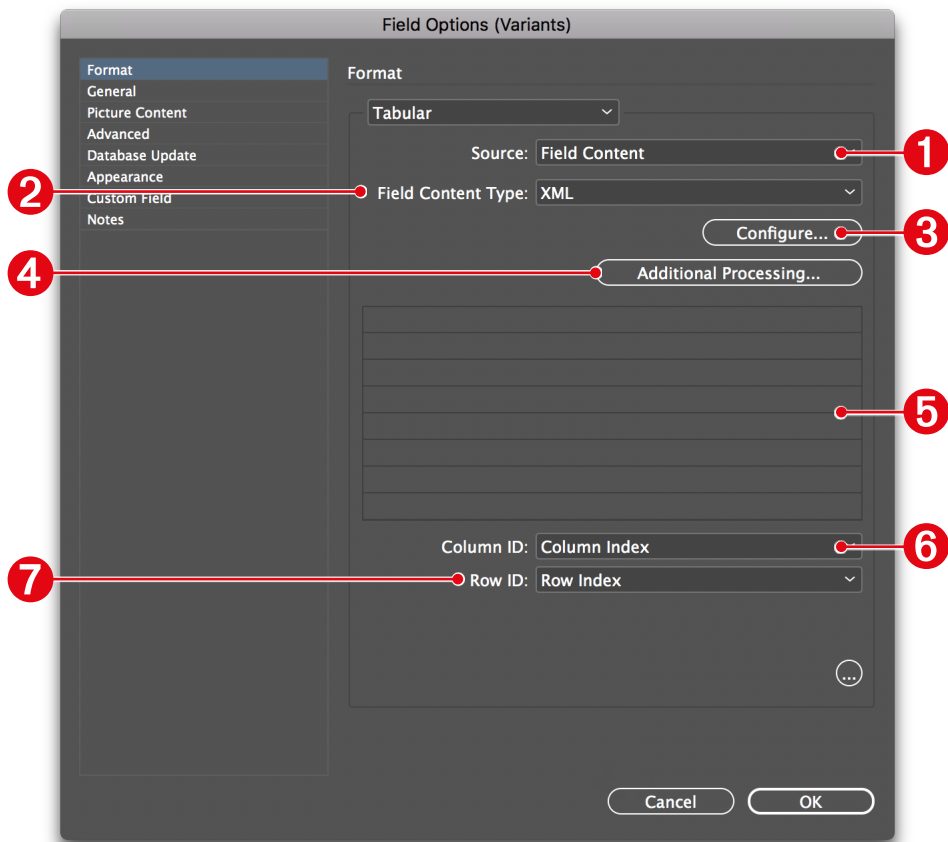 Field Options (Variants)
Format
General
Picture Content
Advanced
Database Update
Appearance
Custom Field
Notes
Format
Tabular
Source: Field Content
1
2
Field Content Type: XML
Configure...
3
4
Additional Processing...
5
Column ID: Column Index
6
7
Row ID: Row Index
...
Cancel
OK